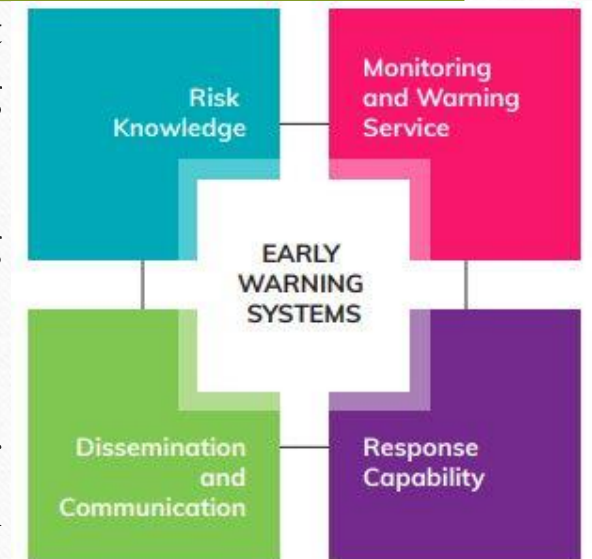 Risk
Knowledge
Monitoring
and Warning
Service
EARLY
WARNING
SYSTEMS
Dissemination
and
Communication
Response
Capability